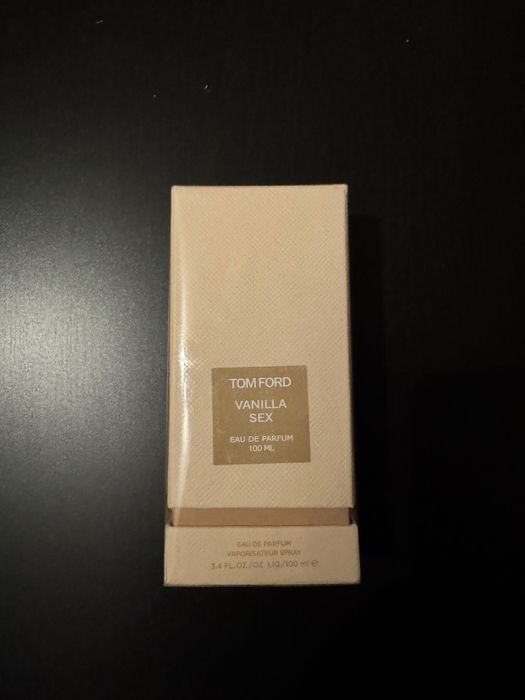 TOM FORD
VANILLA
SEX
EAU DE PARFUM
100 ML
EAU DE PARFUM
VAPORISATEUR SPRAY
3.4 FL.OZ./OZ. LIQ./100 ml ℮